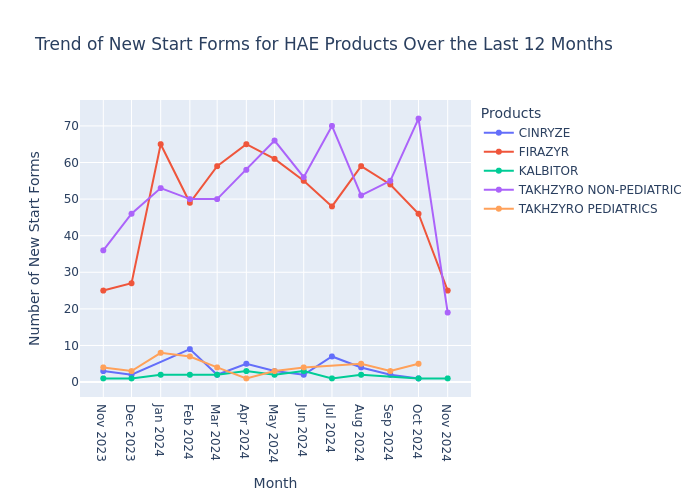 Trend of New Start Forms for HAE Products Over the Last 12 Months
Products
CINRYZE
FIRAZYR
KALBITOR
TAKHZYRO NON-PEDIATRIC
TAKHZYRO PEDIATRICS
Number of New Start Forms
70
60
50
40
30
20
10
0
Nov 2023
Dec 2023
Jan 2024
Feb 2024
Mar 2024
Apr 2024
May 2024
Jun 2024
Jul 2024
Aug 2024
Sep 2024
Oct 2024
Nov 2024
Month